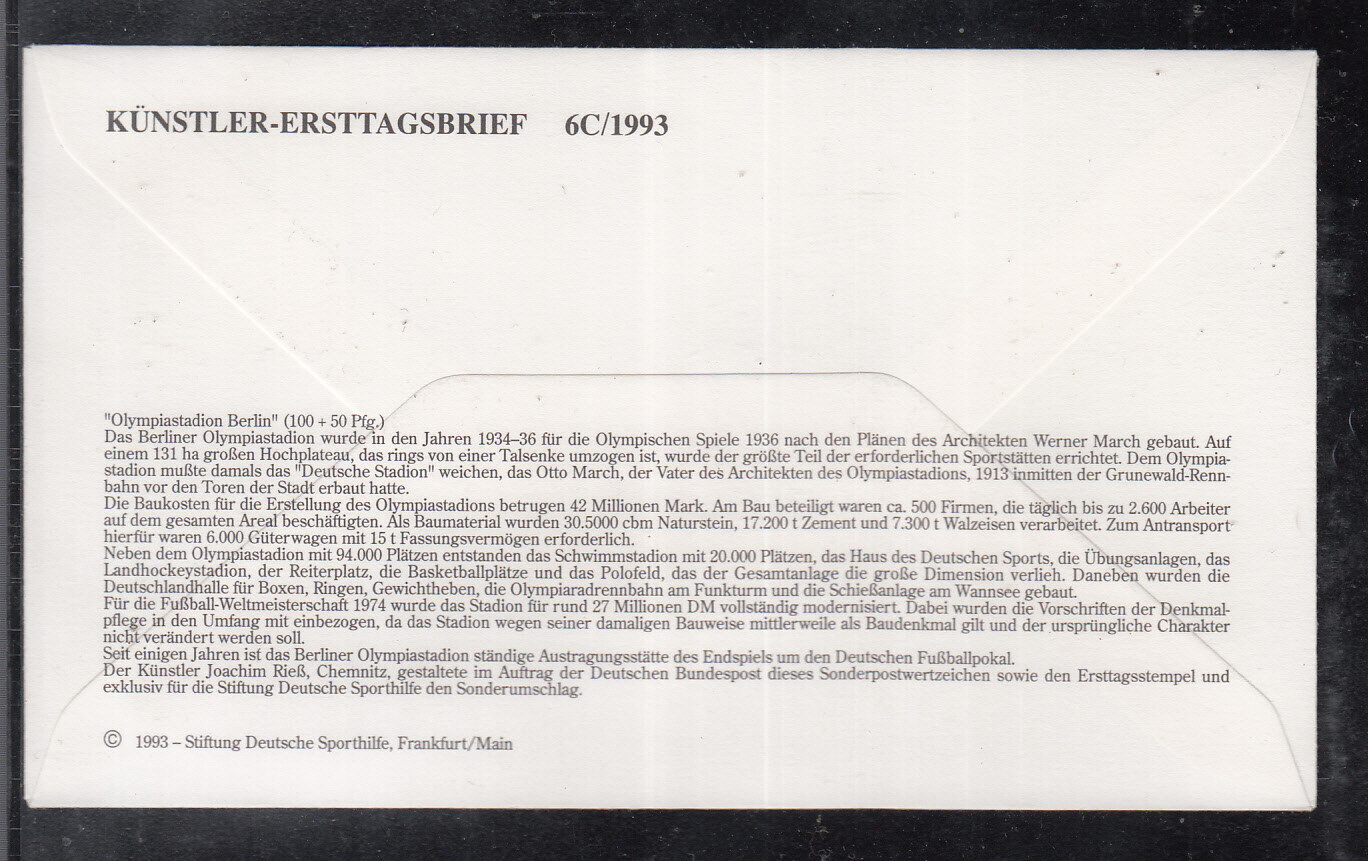 KÜNSTLER-ERSTTAGSBRIEF 6C/1993
"Olympiastadion Berlin" (100 + 50 Pfg.)
Das Berliner Olympiastadion wurde in den Jahren 1934–36 für die Olympischen Spiele 1936 nach den Plänen des Architekten Werner March gebaut. Auf
einem 131 ha großen Hochplateau, das rings von einer Talsenke umzogen ist, wurde der größte Teil der erforderlichen Sportstätten errichtet. Dem Olympia-
stadion mußte damals das "Deutsche Stadion" weichen, das Otto March, der Vater des Architekten des Olympiastadions, 1913 inmitten der Grunewald-Renn-
bahn vor den Toren der Stadt erbaut hatte.
Die Baukosten für die Erstellung des Olympiastadions betrugen 42 Millionen Mark. Am Bau beteiligt waren ca. 500 Firmen, die täglich bis zu 2.600 Arbeiter
auf dem gesamten Areal beschäftigten. Als Baumaterial wurden 30.5000 cbm Naturstein, 17.200 t Zement und 7.300 t Walzeisen verarbeitet. Zum Antransport
hierfür waren 6.000 Güterwagen mit 15 t Fassungsvermögen erforderlich.
Neben dem Olympiastadion mit 94.000 Plätzen entstanden das Schwimmstadion mit 20.000 Plätzen, das Haus des Deutschen Sports, die Übungsanlagen, das
Landhockeystadion, der Reiterplatz, die Basketballplätze und das Polofeld, das der Gesamtanlage die große Dimension verlieh. Daneben wurden die
Deutschlandhalle für Boxen, Ringen, Gewichtheben, die Olympiaradrennbahn am Funkturm und die Schießanlage am Wannsee gebaut.
Für die Fußball-Weltmeisterschaft 1974 wurde das Stadion für rund 27 Millionen DM vollständig modernisiert. Dabei wurden die Vorschriften der Denkmal-
pflege in den Umfang mit einbezogen, da das Stadion wegen seiner damaligen Bauweise mittlerweile als Baudenkmal gilt und der ursprüngliche Charakter
nicht verändert werden soll.
Seit einigen Jahren ist das Berliner Olympiastadion ständige Austragungsstätte des Endspiels um den Deutschen Fußballpokal.
Der Künstler Joachim Rieß, Chemnitz, gestaltete im Auftrag der Deutschen Bundespost dieses Sonderpostwertzeichen sowie den Ersttagsstempel und
exklusiv für die Stiftung Deutsche Sporthilfe den Sonderumschlag.
© 1993 – Stiftung Deutsche Sporthilfe, Frankfurt/Main